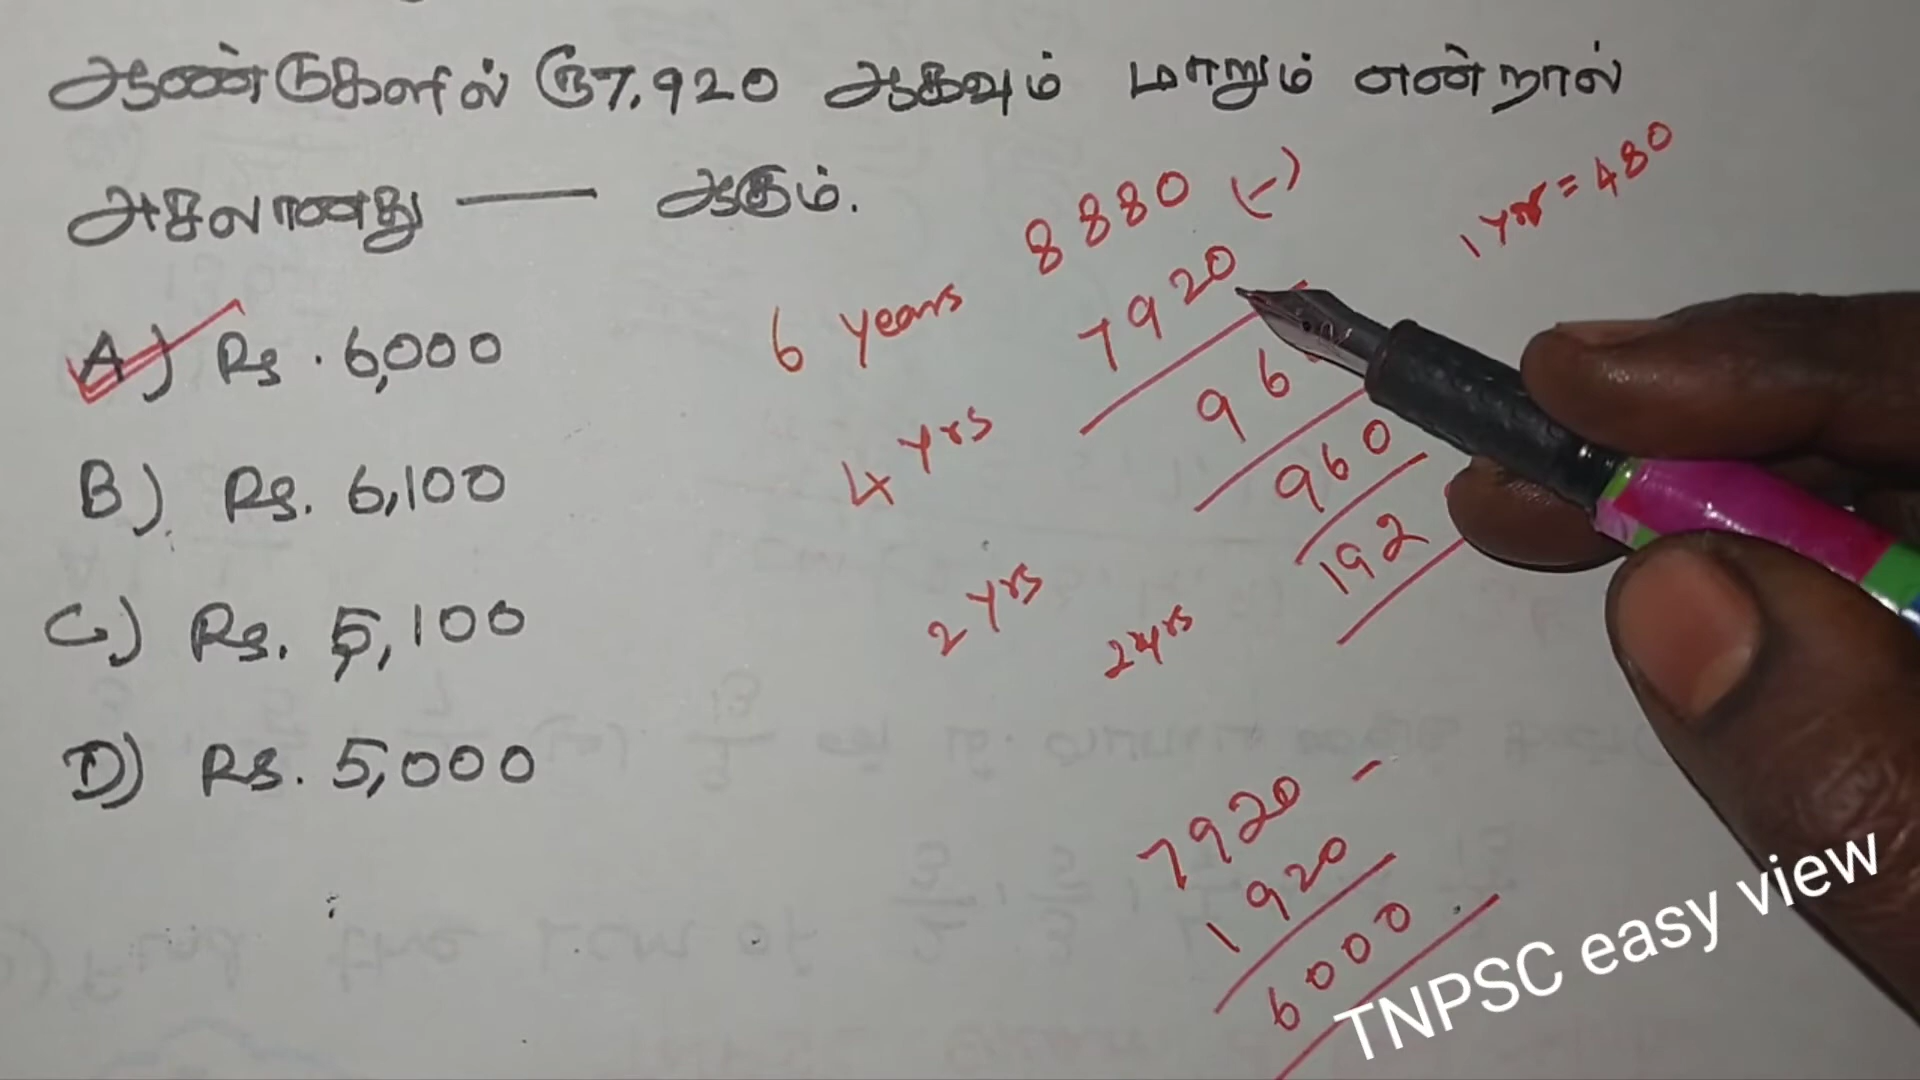 ஆண்டுகளில் ரூ7,920 ஆகவும் மாறும் என்றால்
அசலானது —— ஆகும்.
A) Rs. 6,000
B) Rs. 6,100
C) Rs. 5,100
D) Rs. 5,000
6 years 8880 (-)
4 yrs 7920
960
2 yrs 2 yrs 192
1 yr = 480
7920 -
1920
6000
TNPSC easy view